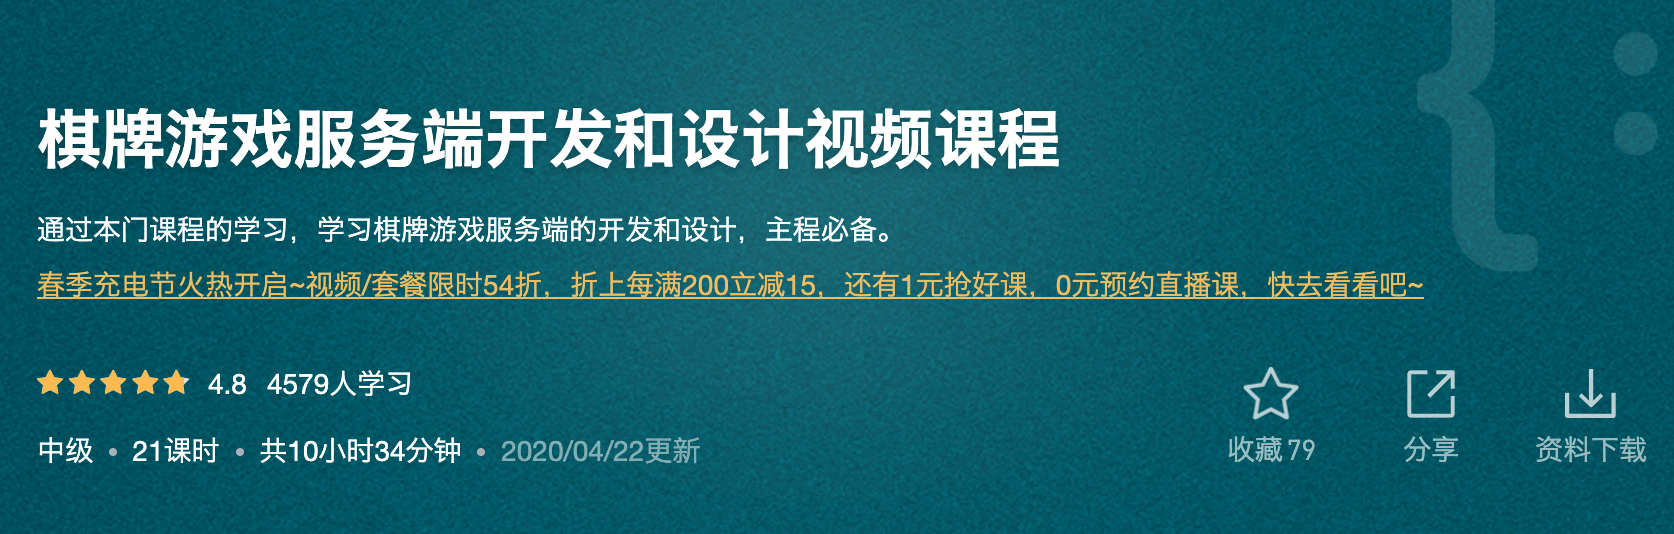 棋牌游戏服务端开发和设计视频课程
通过本门课程的学习，学习棋牌游戏服务端的开发和设计，主程必备。
春季充电节火热开启~视频/套餐限时54折，折上每满200立减15，还有1元抢好课，0元预约直播课，快去看看吧~
4.8 4579人学习
中级 • 21课时 • 共10小时34分钟 • 2020/04/22更新
收藏 79 分享 资料下载